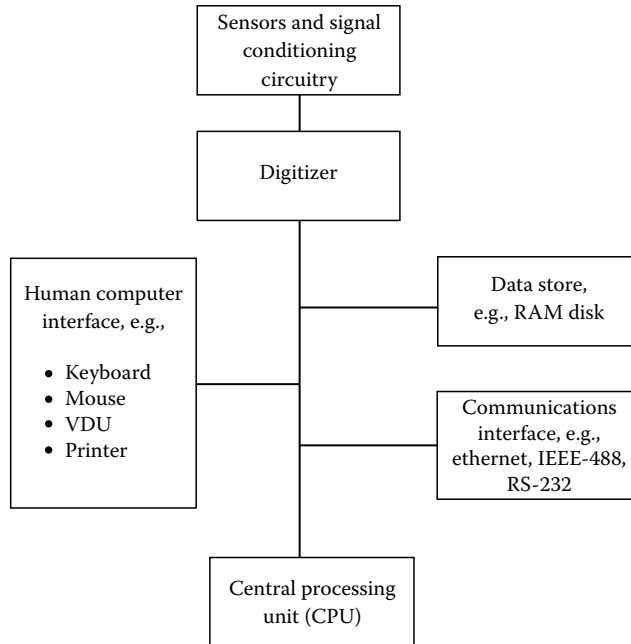 Sensors and signal
conditioning
circuitry
Digitizer
Human computer
interface, e.g.,
• Keyboard
• Mouse
• VDU
• Printer
Data store,
e.g., RAM disk
Communications
interface, e.g.,
ethernet, IEEE-488,
RS-232
Central processing
unit (CPU)